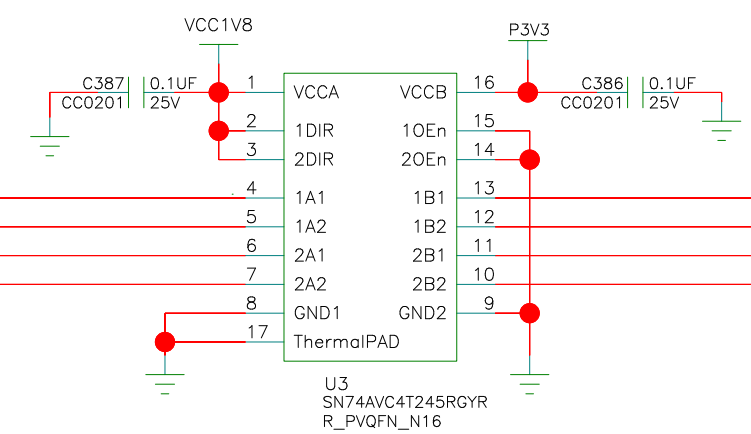 VCC1V8
P3V3
C387 0.1UF
CC0201 25V
C386 0.1UF
CC0201 25V
1 VCCA VCCB 16
2 1DIR 1OEn 15
3 2DIR 2OEn 14
4 1A1 1B1 13
5 1A2 1B2 12
6 2A1 2B1 11
7 2A2 2B2 10
8 GND1 GND2 9
17 ThermalPAD
U3
SN74AVC4T245RGYR
R_PVQFN_N16